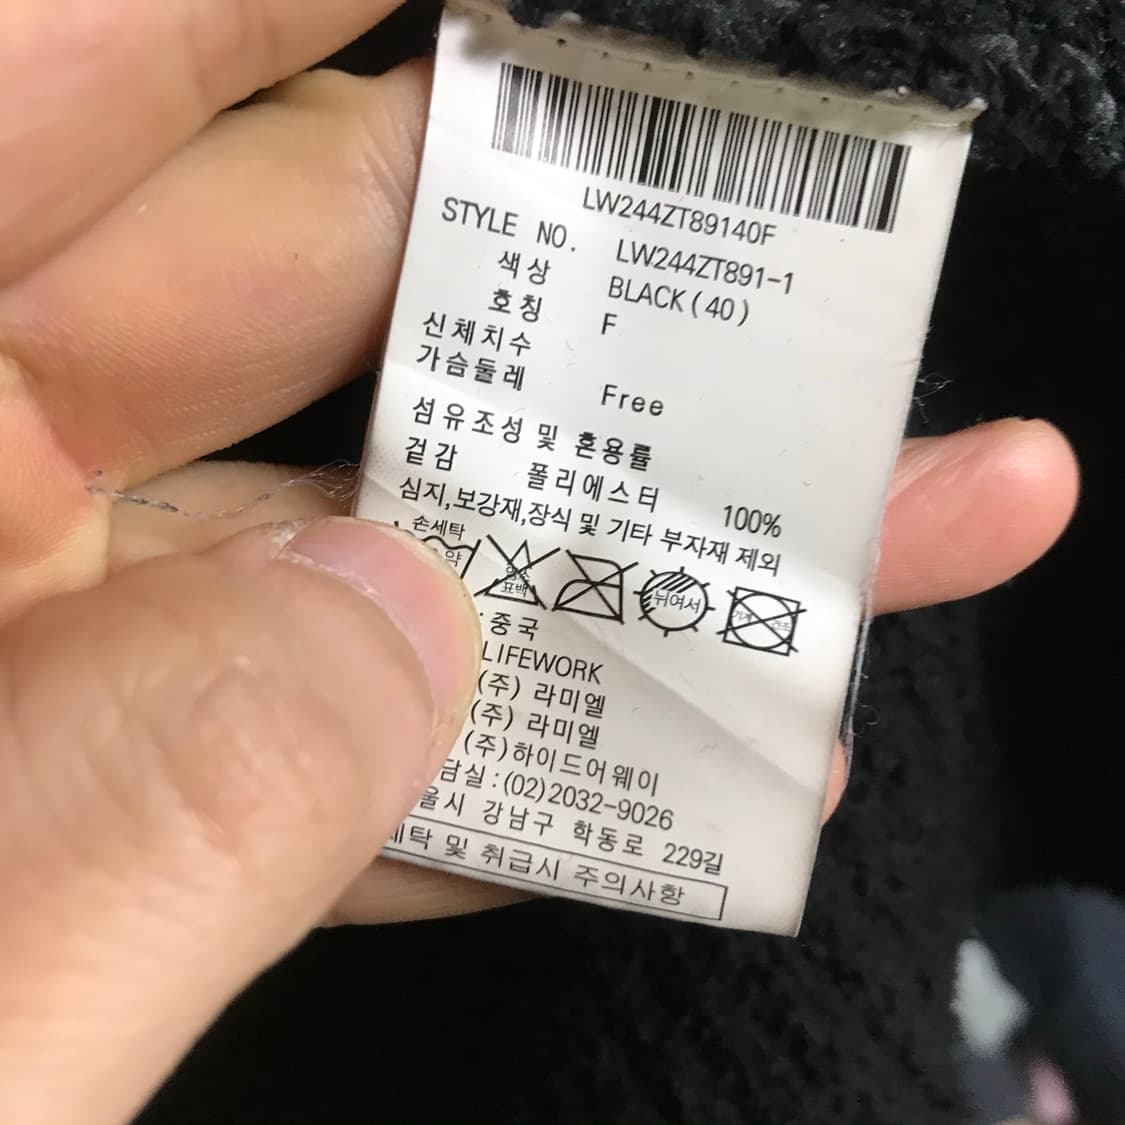 LW244ZT89140F
STYLE NO. LW244ZT891-1
색상 BLACK(40)
호칭 F
신체치수
가슴둘레 Free
섬유조성 및 혼용률
겉감 폴리에스터 100%
심지,보강재,장식 및 기타 부자재 제외
손세탁
약
염소
표백
뉘여서
중국
LIFEWORK
(주) 라미엘
(주) 라미엘
(주)하이드어웨이
담실:(02)2032-9026
울시 강남구 학동로 229길
세탁 및 취급시 주의사항